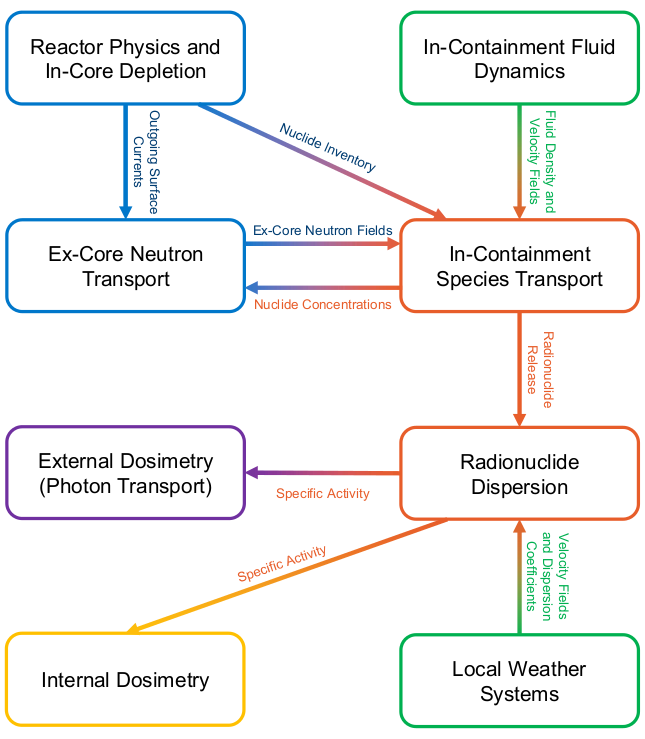 Reactor Physics and
In-Core Depletion
In-Containment Fluid
Dynamics
Outgoing Surface
Currents
Nuclide Inventory
Fluid Density and
Velocity Fields
Ex-Core Neutron
Transport
Ex-Core Neutron Fields
Nuclide Concentrations
In-Containment
Species Transport
Radionuclide
Release
External Dosimetry
(Photon Transport)
Specific Activity
Radionuclide
Dispersion
Specific Activity
Velocity Fields
and Dispersion
Coefficients
Internal Dosimetry
Local Weather
Systems